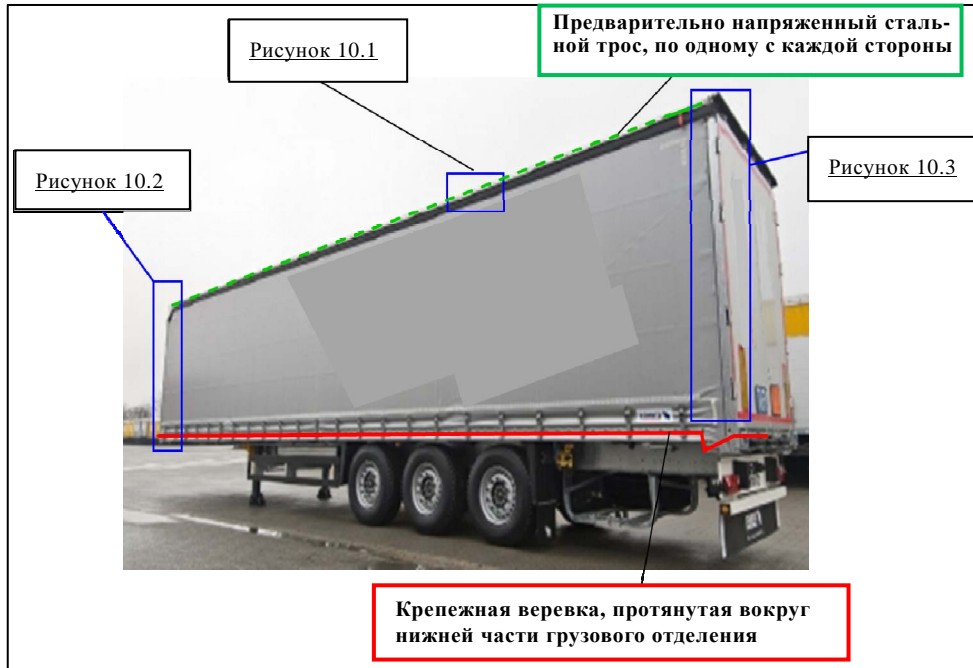 Предварительно напряженный сталь-
ной трос, по одному с каждой стороны
Рисунок 10.1
Рисунок 10.2
Рисунок 10.3
Крепежная веревка, протянутая вокруг
нижней части грузового отделения